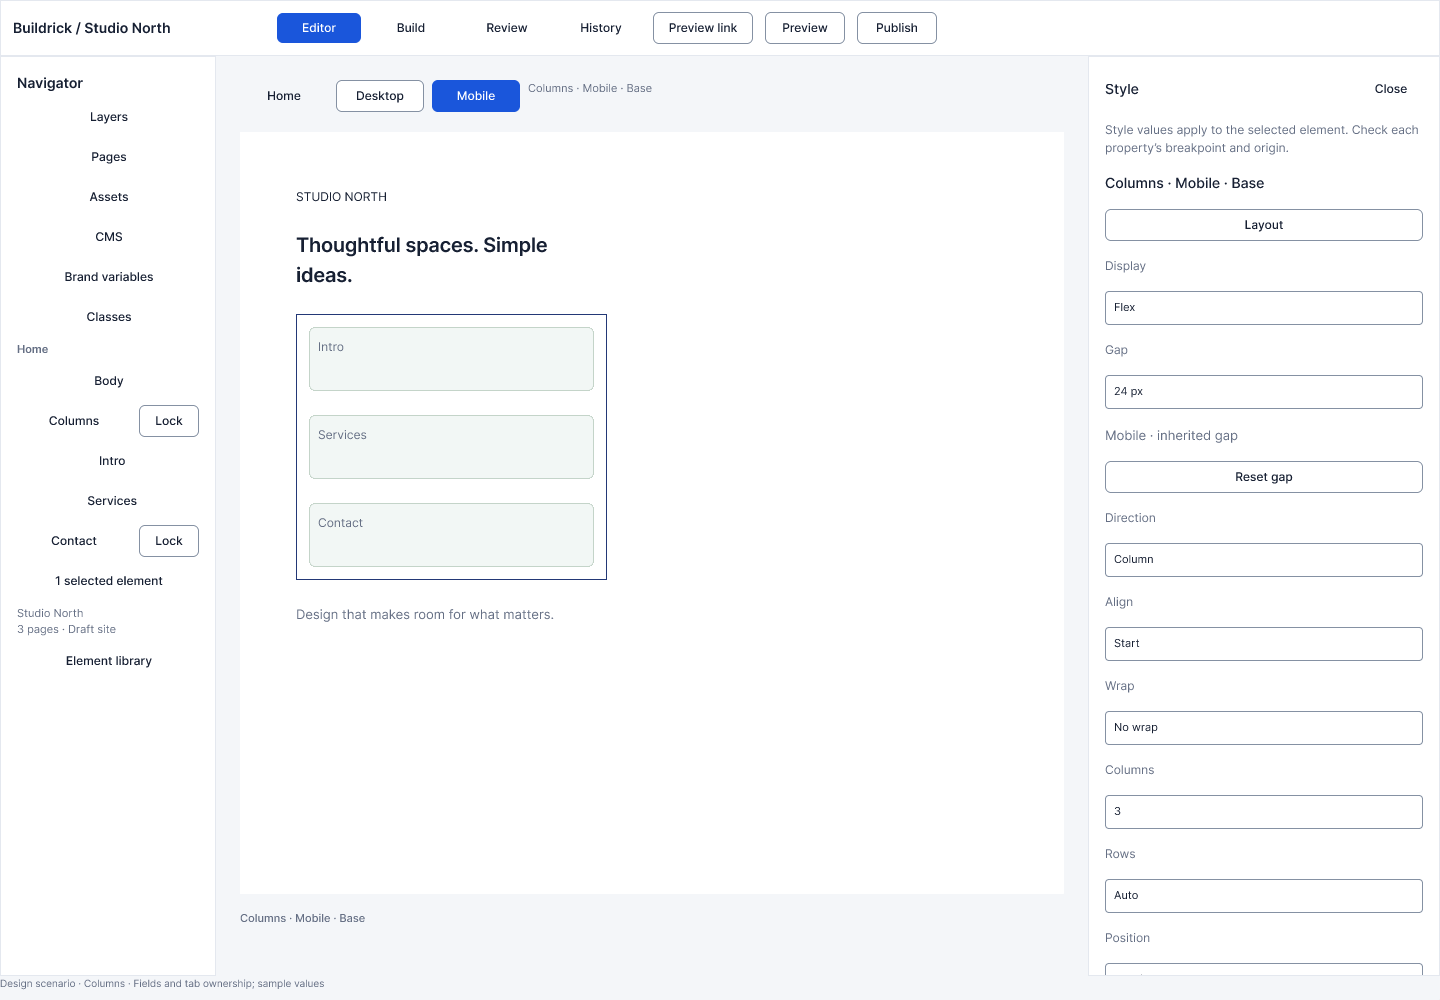 Buildrick / Studio North
Editor
Build
Review
History
Preview link
Preview
Publish
Navigator
Layers
Pages
Assets
CMS
Brand variables
Classes
Home
Body
Columns
Lock
Intro
Services
Contact
Lock
1 selected element
Studio North
3 pages · Draft site
Element library
Home
Desktop
Mobile
Columns · Mobile · Base
STUDIO NORTH
Thoughtful spaces. Simple
ideas.
Intro
Services
Contact
Design that makes room for what matters.
Columns · Mobile · Base
Style
Close
Style values apply to the selected element. Check each
property’s breakpoint and origin.
Columns · Mobile · Base
Layout
Display
Flex
Gap
24 px
Mobile · inherited gap
Reset gap
Direction
Column
Align
Start
Wrap
No wrap
Columns
3
Rows
Auto
Position
Design scenario · Columns · Fields and tab ownership; sample values